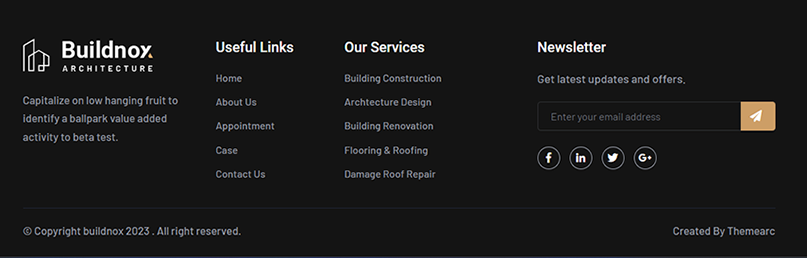 Buildnox
ARCHITECTURE
Capitalize on low hanging fruit to
identify a ballpark value added
activity to beta test.
Useful Links
Home
About Us
Appointment
Case
Contact Us
Our Services
Building Construction
Archtecture Design
Building Renovation
Flooring & Roofing
Damage Roof Repair
Newsletter
Get latest updates and offers.
Enter your email address
f
in
G+
© Copyright buildnox 2023 . All right reserved.
Created By Themearc